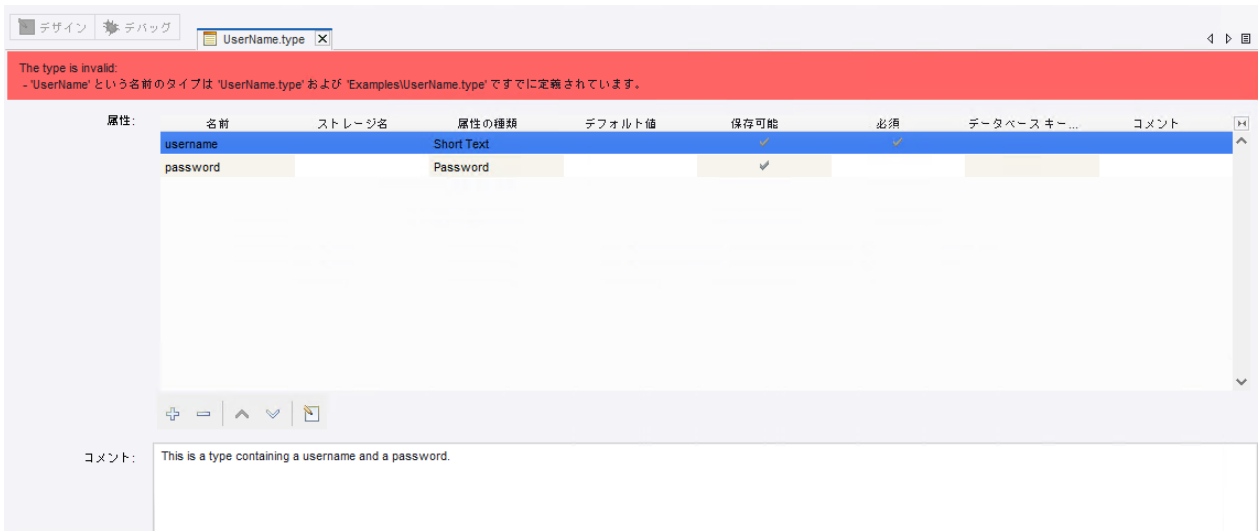 デザイン デバッグ
UserName.type
The type is invalid:
- 'UserName' という名前のタイプは 'UserName.type' および 'Examples\UserName.type' ですでに定義されています。
属性: 名前 ストレージ名 属性の種類 デフォルト値 保存可能 必須 データベースキー... コメント
username Short Text
password Password
コメント: This is a type containing a username and a password.